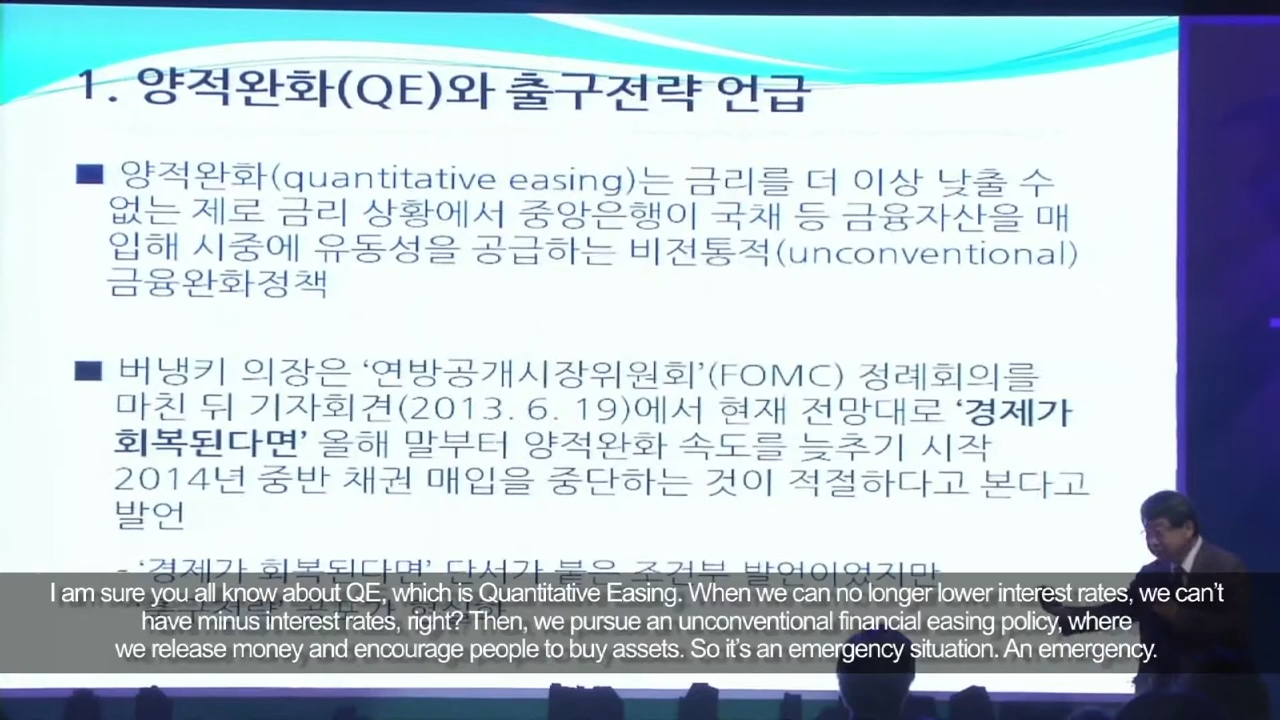 1. 양적완화(QE)와 출구전략 언급
■ 양적완화(quantitative easing)는 금리를 더 이상 낮출 수
없는 제로 금리 상황에서 중앙은행이 국채 등 금융자산을 매
입해 시중에 유동성을 공급하는 비전통적(unconventional)
금융완화정책
■ 버냉키 의장은 ‘연방공개시장위원회’(FOMC) 정례회의를
마친 뒤 기자회견(2013. 6. 19)에서 현재 전망대로 ‘경제가
회복된다면’ 올해 말부터 양적완화 속도를 늦추기 시작
2014년 중반 채권 매입을 중단하는 것이 적절하다고 본다고
발언
- ‘경제가 회복된다면’ 단서가 붙은 조건부 발언이었지만
I am sure you all know about QE, which is Quantitative Easing. When we can no longer lower interest rates, we can’t
have minus interest rates, right? Then, we pursue an unconventional financial easing policy, where
we release money and encourage people to buy assets. So it’s an emergency situation. An emergency.